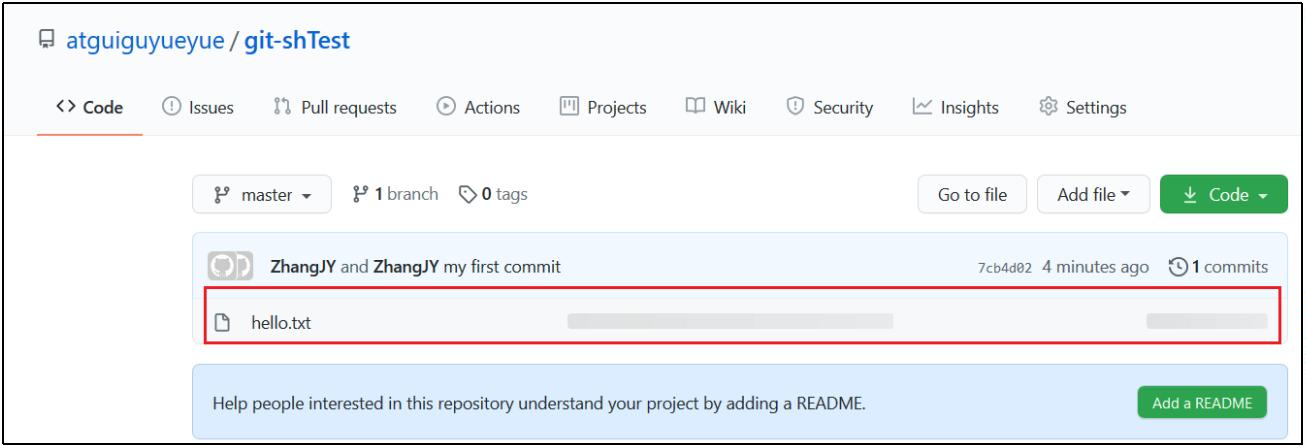 atguiguyueyue / git-shTest
Code Issues Pull requests Actions Projects Wiki Security Insights Settings
master 1 branch 0 tags Go to file Add file Code
ZhangJY and ZhangJY my first commit 7cb4d02 4 minutes ago 1 commits
hello.txt
Help people interested in this repository understand your project by adding a README. Add a README